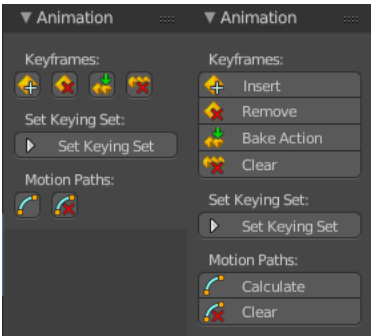 Animation
Keyframes:
Set Keying Set:
Set Keying Set
Motion Paths:
Animation
Keyframes:
Insert
Remove
Bake Action
Clear
Set Keying Set:
Set Keying Set
Motion Paths:
Calculate
Clear